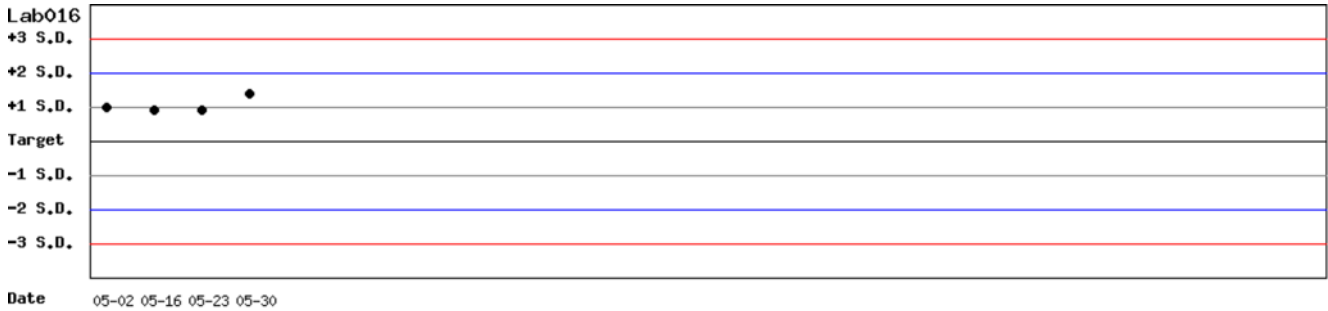 Lab016
+3 S.D.
+2 S.D.
+1 S.D.
Target
-1 S.D.
-2 S.D.
-3 S.D.
Date 05-02 05-16 05-23 05-30